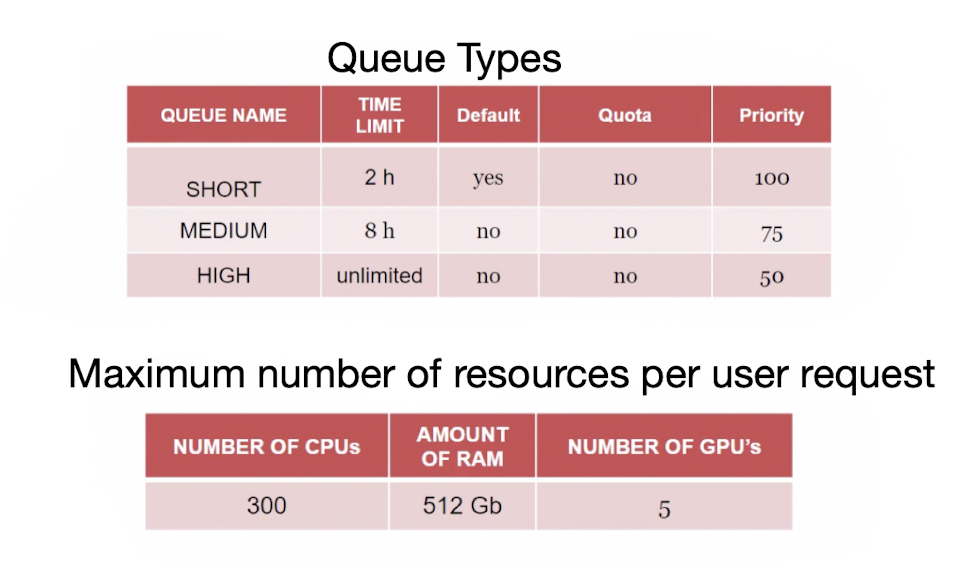 Queue Types
QUEUE NAME TIME LIMIT Default Quota Priority
SHORT 2 h yes no 100
MEDIUM 8 h no no 75
HIGH unlimited no no 50
Maximum number of resources per user request
NUMBER OF CPUs AMOUNT OF RAM NUMBER OF GPU’s
300 512 Gb 5